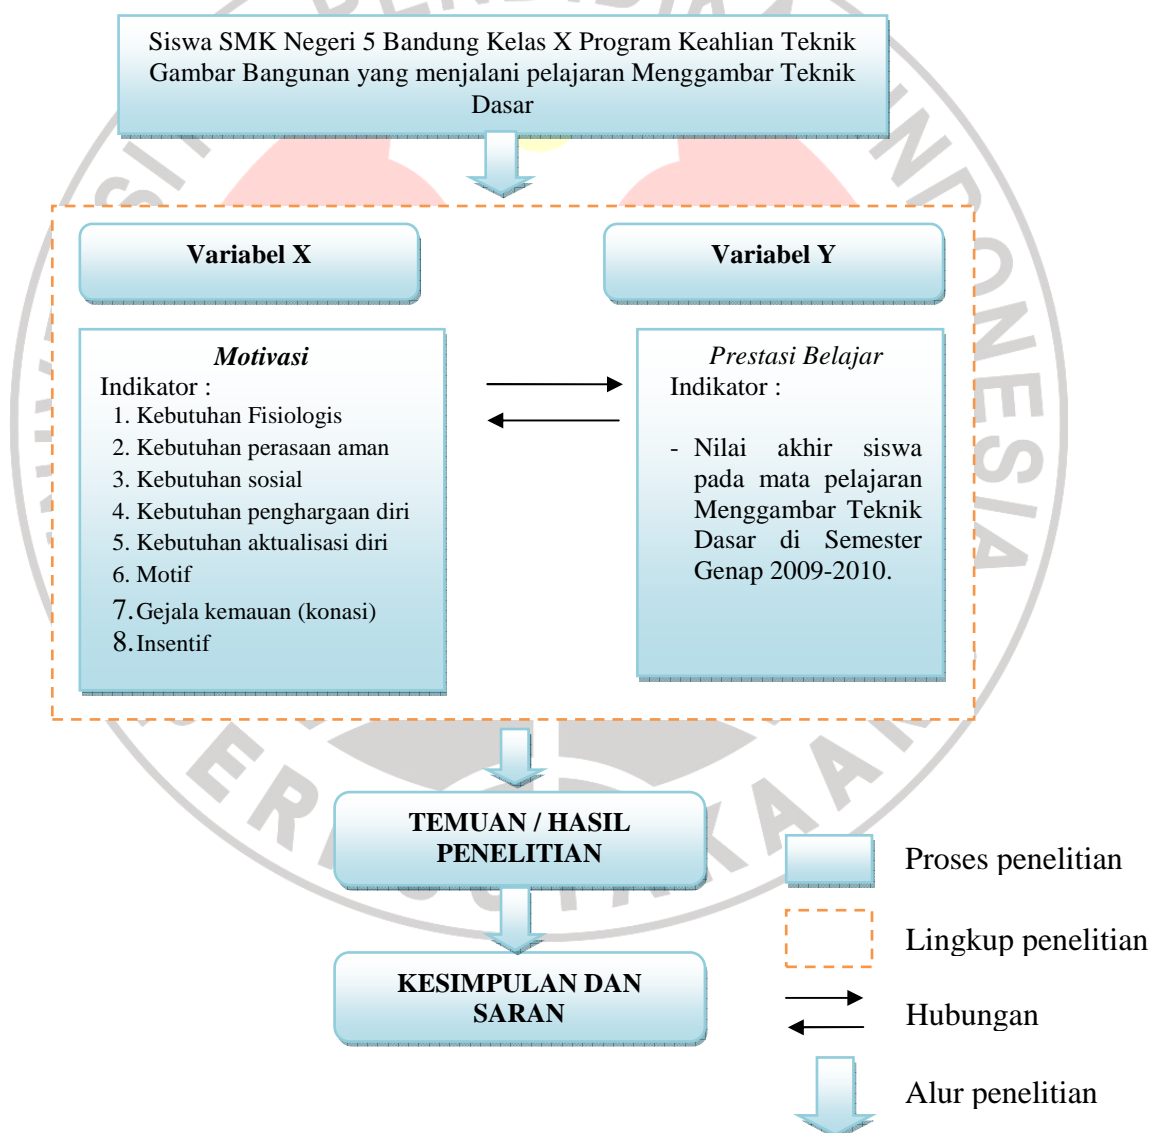 Siswa SMK Negeri 5 Bandung Kelas X Program Keahlian Teknik
Gambar Bangunan yang menjalani pelajaran Menggambar Teknik
Dasar
Variabel X
Variabel Y
Motivasi
Indikator :
1. Kebutuhan Fisiologis
2. Kebutuhan perasaan aman
3. Kebutuhan sosial
4. Kebutuhan penghargaan diri
5. Kebutuhan aktualisasi diri
6. Motif
7. Gejala kemauan (konasi)
8. Insentif
Prestasi Belajar
Indikator :
- Nilai akhir siswa
pada mata pelajaran
Menggambar Teknik
Dasar di Semester
Genap 2009-2010.
TEMUAN / HASIL
PENELITIAN
KESIMPULAN DAN
SARAN
Proses penelitian
Lingkup penelitian
Hubungan
Alur penelitian